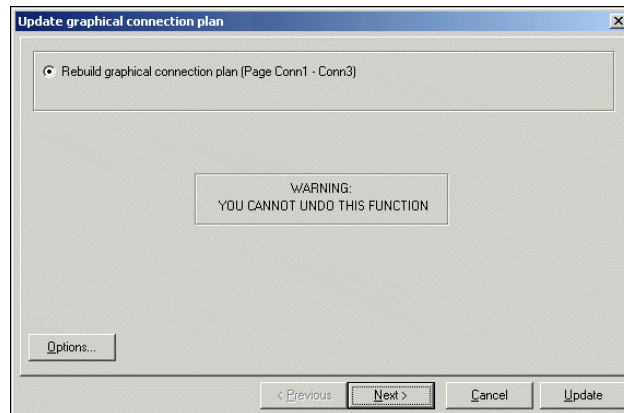 Update graphical connection plan
Rebuild graphical connection plan (Page Conn1 - Conn3)
WARNING:
YOU CANNOT UNDO THIS FUNCTION
Options...
< Previous
Next >
Cancel
Update